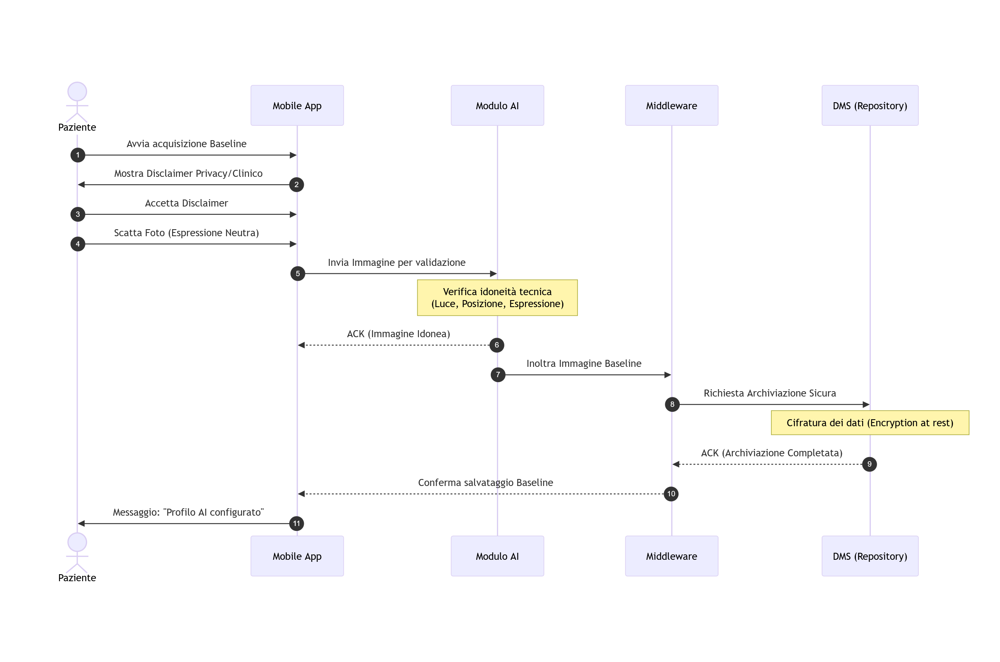 Mobile App
Modulo AI
Middleware
DMS (Repository)
Paziente
Avvia acquisizione Baseline
1
Mostra Disclaimer Privacy/Clinico
2
Accetta Disclaimer
3
Scatta Foto (Espressione Neutra)
4
Invia Immagine per validazione
5
Verifica idoneità tecnica
(Luce, Posizione, Espressione)
ACK (Immagine Idonea)
6
Inoltra Immagine Baseline
7
Richiesta Archiviazione Sicura
8
Cifratura dei dati (Encryption at rest)
ACK (Archiviazione Completata)
9
Conferma salvataggio Baseline
10
Messaggio: "Profilo AI configurato"
11
Mobile App
Modulo AI
Middleware
DMS (Repository)
Paziente